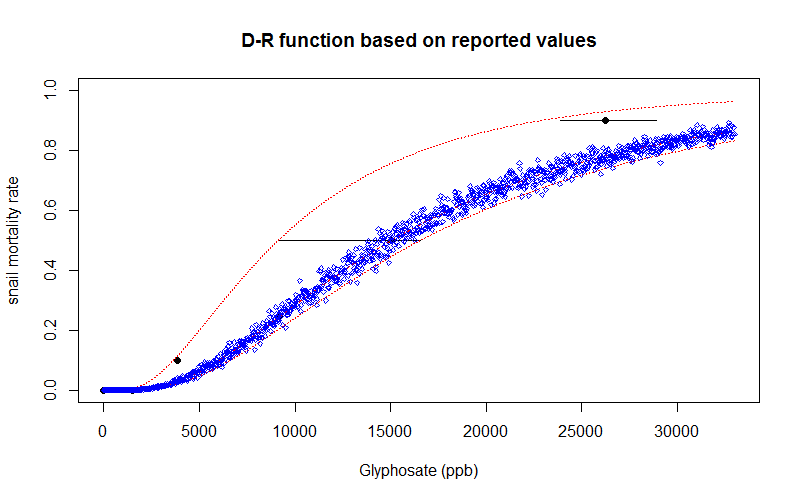 D-R function based on reported values
snail mortality rate
1.0
0.8
0.6
0.4
0.2
0.0
0 5000 10000 15000 20000 25000 30000
Glyphosate (ppb)